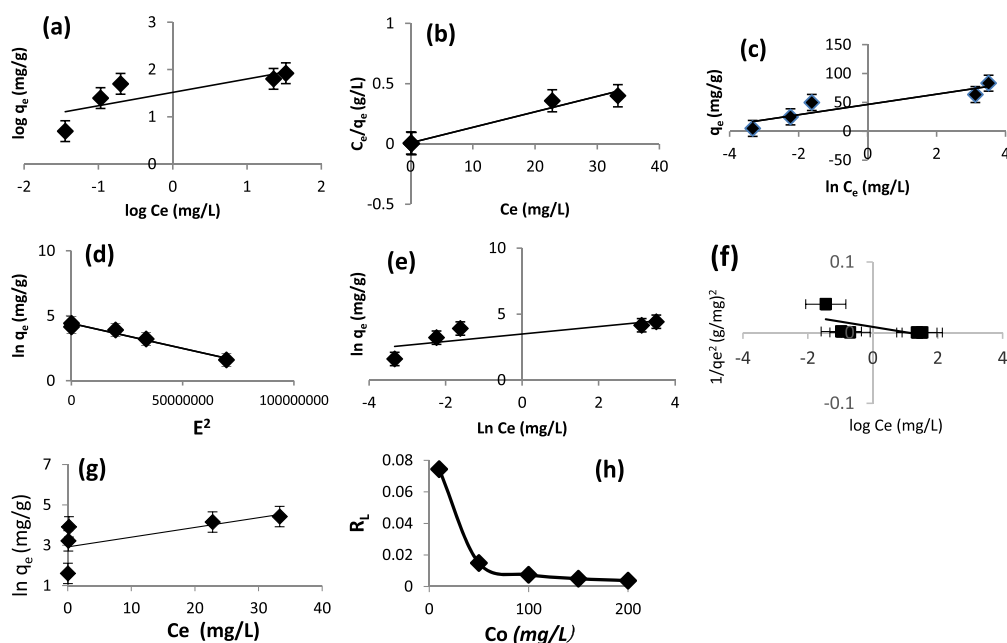 (a)
log qe (mg/g)
3
2
1
0
-2 -1 0 1 2
log Ce (mg/L)
(b)
Ce/qe (g/L)
1
0.5
0
-0.5
0 10 20 30 40
Ce (mg/L)
(c)
qe (mg/g)
150
100
50
0
-50
-4 -2 0 2 4
ln Ce (mg/L)
(d)
ln qe (mg/g)
10
5
0
0 50000000 100000000
E²
(e)
ln qe (mg/g)
10
5
0
-4 -2 0 2 4
Ln Ce (mg/L)
(f)
1/qe² (g/mg)²
0.1
0
-0.1
-4 -2 0 2 4
log Ce (mg/L)
(g)
ln qe (mg/g)
7
5
3
1
0 20 40 60
Ce (mg/L)
(h)
RL
0.08
0.06
0.04
0.02
0
0 100 200
Co (mg/L)